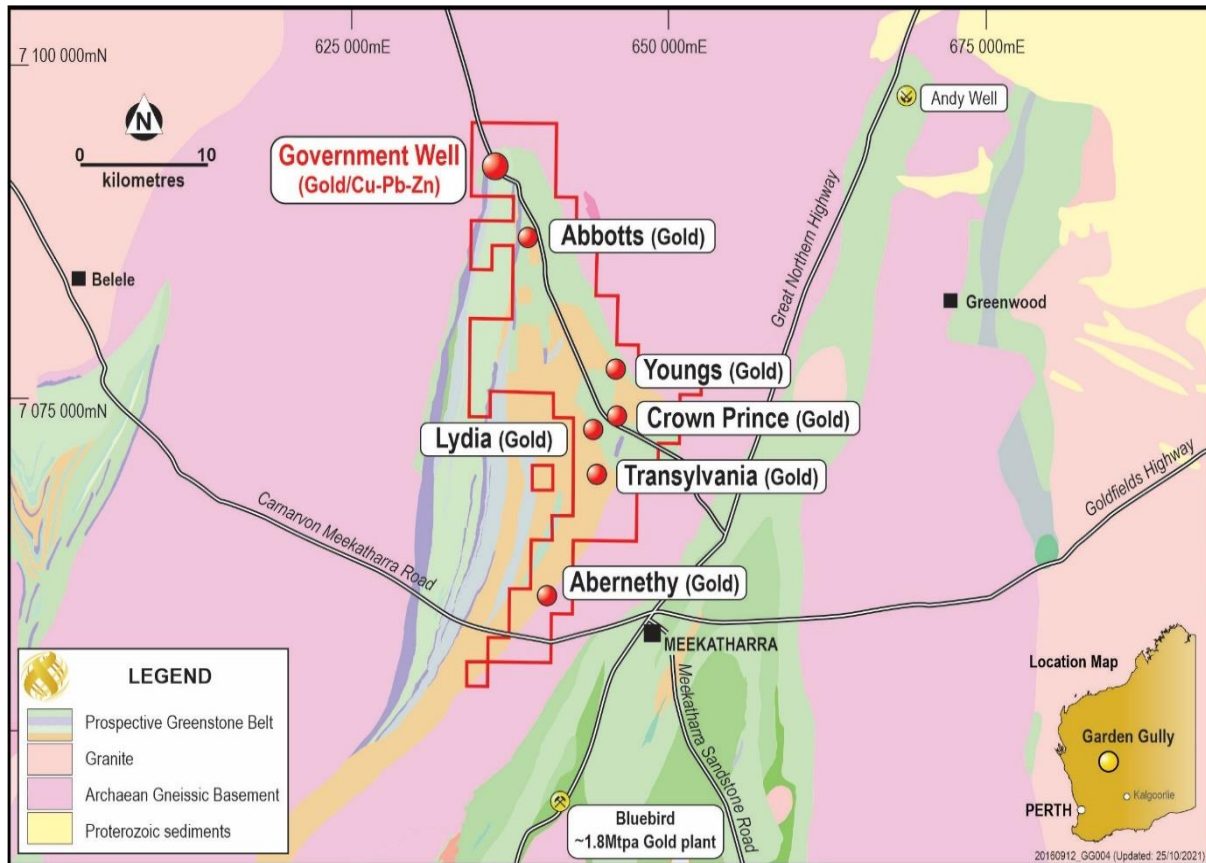 625 000mE
650 000mE
675 000mE
7 100 000mN
N
0 10
kilometres
Government Well
(Gold/Cu-Pb-Zn)
Andy Well
Abbotts (Gold)
Great Northern Highway
Belele
Greenwood
Youngs (Gold)
7 075 000mN
Crown Prince (Gold)
Lydia (Gold)
Transylvania (Gold)
Goldfields Highway
Carnarvon Meekatharra Road
Abernethy (Gold)
MEEKATHARRA
Meekatharra Sandstone Road
LEGEND
Prospective Greenstone Belt
Granite
Archaean Gneissic Basement
Proterozoic sediments
Bluebird
~1.8Mtpa Gold plant
Location Map
Garden Gully
Kalgoorlie
PERTH
20160912_GG004 (Updated: 25/10/2021)